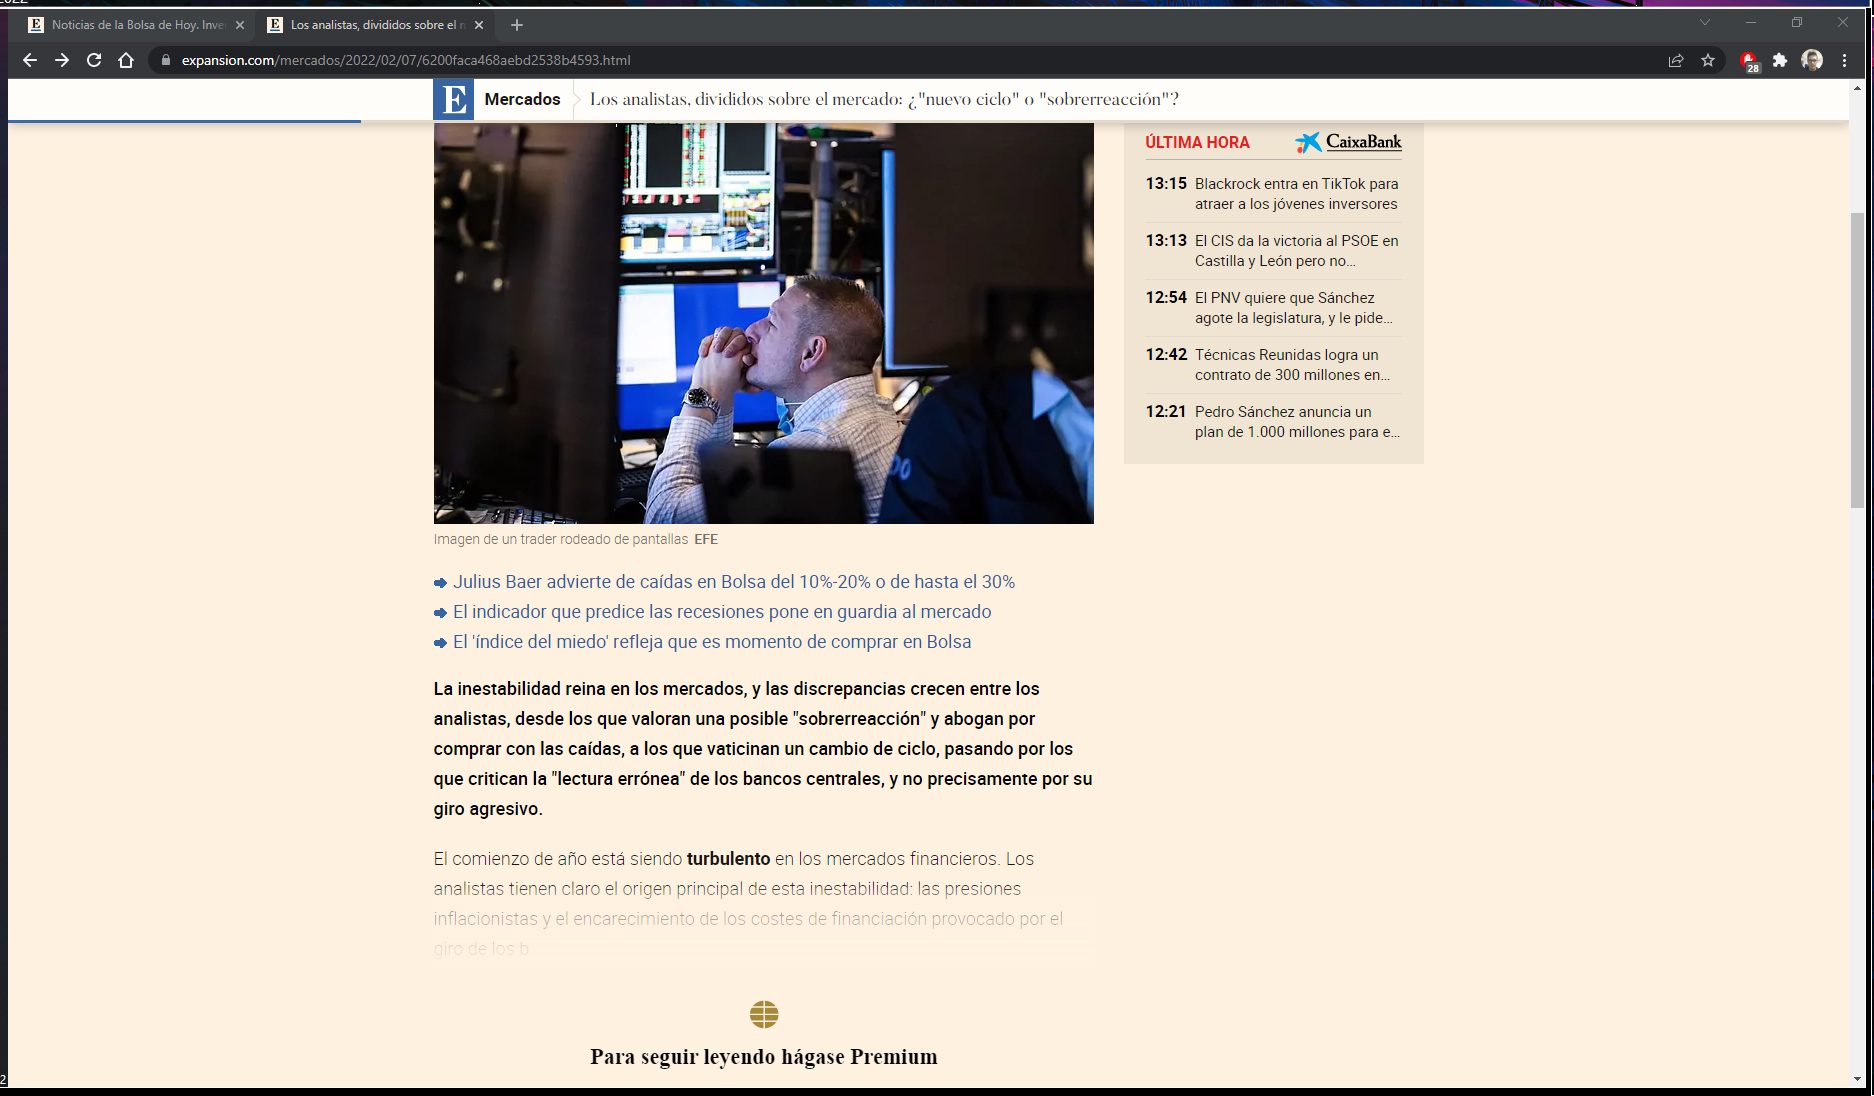 2022
Noticias de la Bolsa de Hoy. Inve
Los analistas, divididos sobre el m
expansion.com/mercados/2022/02/07/6200faca468aebd2538b4593.html
28
E Mercados Los analistas, divididos sobre el mercado: ¿"nuevo ciclo" o "sobrerreacción"?
Imagen de un trader rodeado de pantallas EFE
Julius Baer advierte de caídas en Bolsa del 10%-20% o de hasta el 30%
El indicador que predice las recesiones pone en guardia al mercado
El 'índice del miedo' refleja que es momento de comprar en Bolsa
La inestabilidad reina en los mercados, y las discrepancias crecen entre los
analistas, desde los que valoran una posible "sobrerreacción" y abogan por
comprar con las caídas, a los que vaticinan un cambio de ciclo, pasando por los
que critican la "lectura errónea" de los bancos centrales, y no precisamente por su
giro agresivo.
El comienzo de año está siendo turbulento en los mercados financieros. Los
analistas tienen claro el origen principal de esta inestabilidad: las presiones
inflacionistas y el encarecimiento de los costes de financiación provocado por el
giro de los b
Para seguir leyendo hágase Premium
ÚLTIMA HORA CaixaBank
13:15 Blackrock entra en TikTok para
atraer a los jóvenes inversores
13:13 El CIS da la victoria al PSOE en
Castilla y León pero no...
12:54 El PNV quiere que Sánchez
agote la legislatura, y le pide...
12:42 Técnicas Reunidas logra un
contrato de 300 millones en...
12:21 Pedro Sánchez anuncia un
plan de 1.000 millones para e...
2